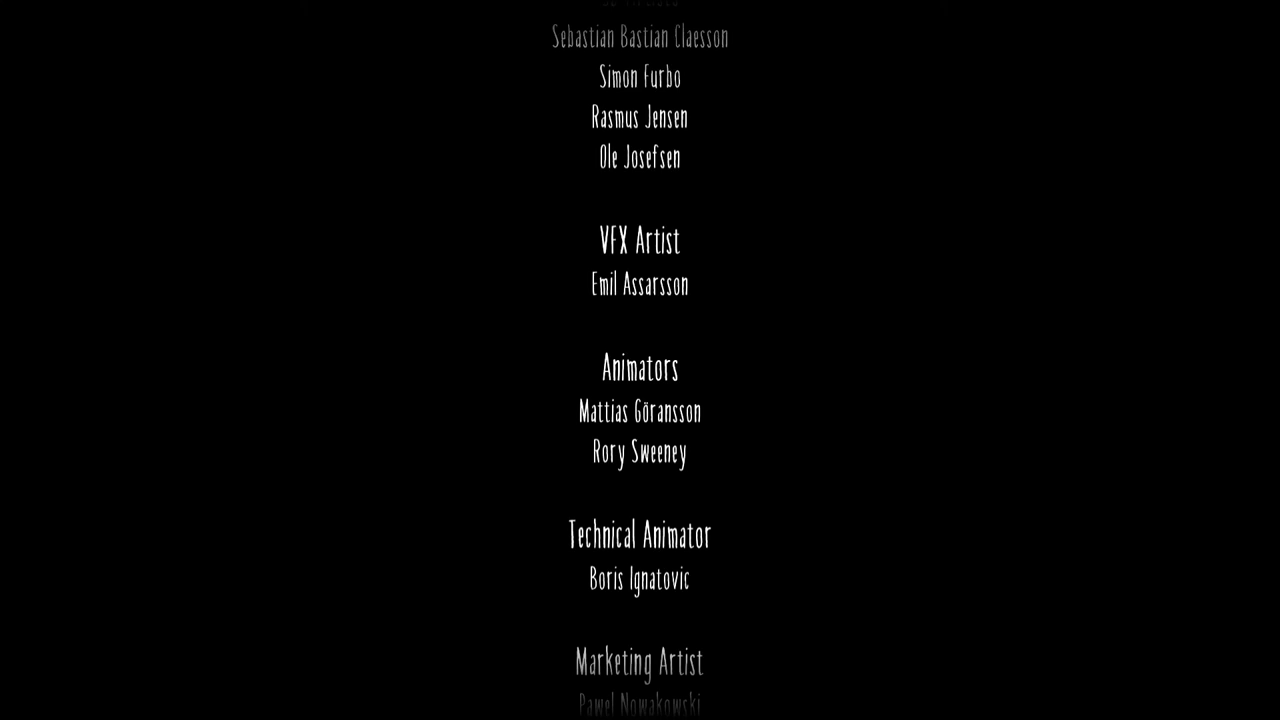 Sebastian Bastian Claesson
Simon Furbo
Rasmus Jensen
Ole Josefsen
VFX Artist
Emil Assarsson
Animators
Mattias Göransson
Rory Sweeney
Technical Animator
Boris Ignatovic
Marketing Artist
Pawel Nowakowski